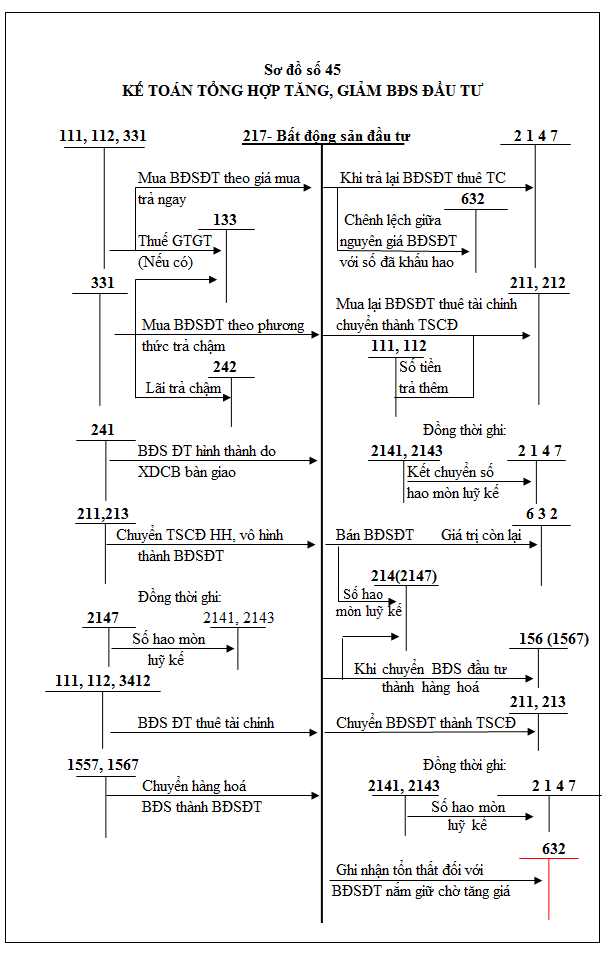 Sơ đồ số 45
KẾ TOÁN TỔNG HỢP TĂNG, GIẢM BĐS ĐẦU TƯ
111, 112, 331
217- Bất động sản đầu tư
2 1 4 7
Mua BĐSĐT theo giá mua
trả ngay
Khi trả lại BĐSĐT thuê TC
133
632
Thuế GTGT
(Nếu có)
Chênh lệch giữa
nguyên giá BĐSĐT
với số đã khấu hao
331
211, 212
Mua BĐSĐT theo phương
thức trả chậm
Mua lại BĐSĐT thuê tài chính
chuyển thành TSCĐ
242
111, 112
Lãi trả chậm
Số tiền
trả thêm
241
Đồng thời ghi:
BĐS ĐT hình thành do
XDCB bàn giao
2141, 2143
2 1 4 7
Kết chuyển số
hao mòn luỹ kế
211,213
6 3 2
Chuyển TSCĐ HH, vô hình
thành BĐSĐT
Bán BĐSĐT
Giá trị còn lại
214(2147)
Đồng thời ghi:
Số hao
mòn luỹ kế
2147
2141, 2143
Số hao mòn
luỹ kế
156 (1567)
Khi chuyển BĐS đầu tư
thành hàng hoá
111, 112, 3412
211, 213
BĐS ĐT thuê tài chính
Chuyển BĐSĐT thành TSCĐ
1557, 1567
Đồng thời ghi:
Chuyển hàng hoá
BĐS thành BĐSĐT
2141, 2143
2 1 4 7
Số hao mòn
luỹ kế
632
Ghi nhận tổn thất đối với
BĐSĐT nắm giữ chờ tăng giá